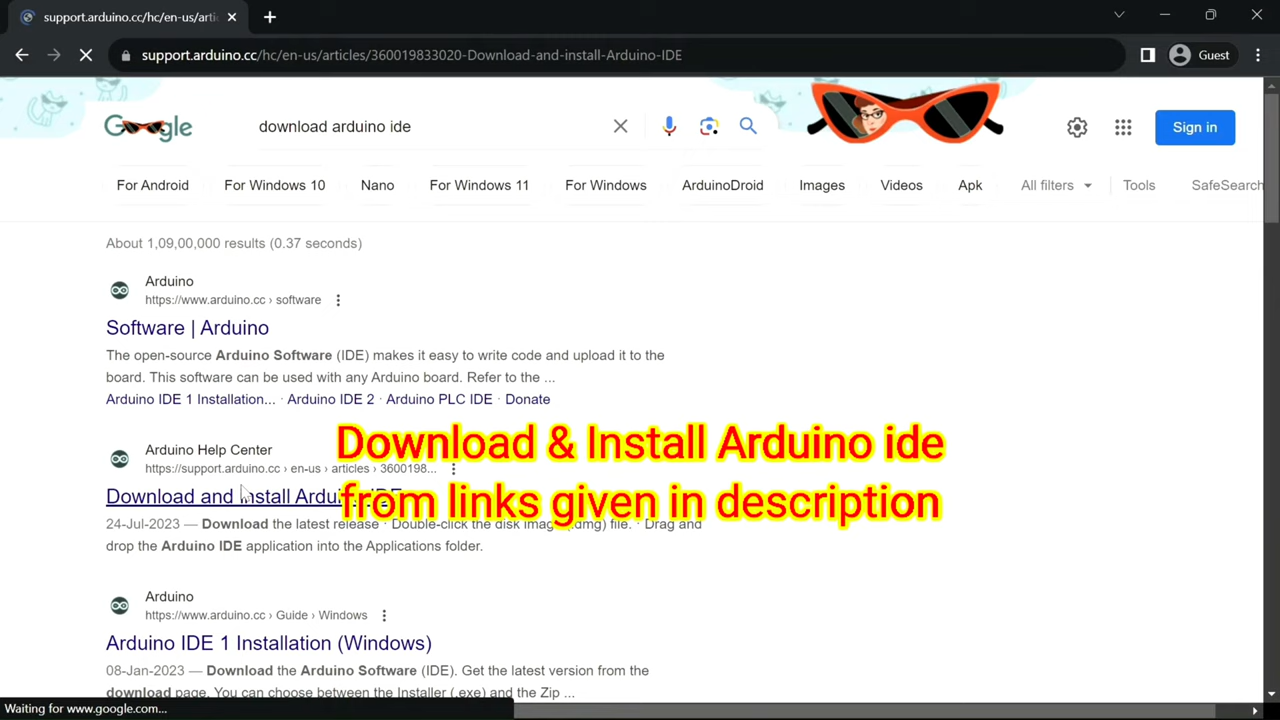 support.arduino.cc/hc/en-us/arti
support.arduino.cc/hc/en-us/articles/360019833020-Download-and-install-Arduino-IDE
Guest
Google
download arduino ide
Sign in
For Android
For Windows 10
Nano
For Windows 11
For Windows
ArduinoDroid
Images
Videos
Apk
All filters
Tools
SafeSearch
About 1,09,00,000 results (0.37 seconds)
Arduino
https://www.arduino.cc › software
Software | Arduino
The open-source Arduino Software (IDE) makes it easy to write code and upload it to the
board. This software can be used with any Arduino board. Refer to the ...
Arduino IDE 1 Installation... · Arduino IDE 2 · Arduino PLC IDE · Donate
Arduino Help Center
https://support.arduino.cc › en-us › articles › 3600198...
Download and install Arduino IDE
24-Jul-2023 — Download the latest release · Double-click the disk image (.dmg) file. · Drag and
drop the Arduino IDE application into the Applications folder.
Download & Install Arduino ide
from links given in description
Arduino
https://www.arduino.cc › Guide › Windows
Arduino IDE 1 Installation (Windows)
08-Jan-2023 — Download the Arduino Software (IDE). Get the latest version from the
download page. You can choose between the Installer (.exe) and the Zip ...
Waiting for www.google.com...